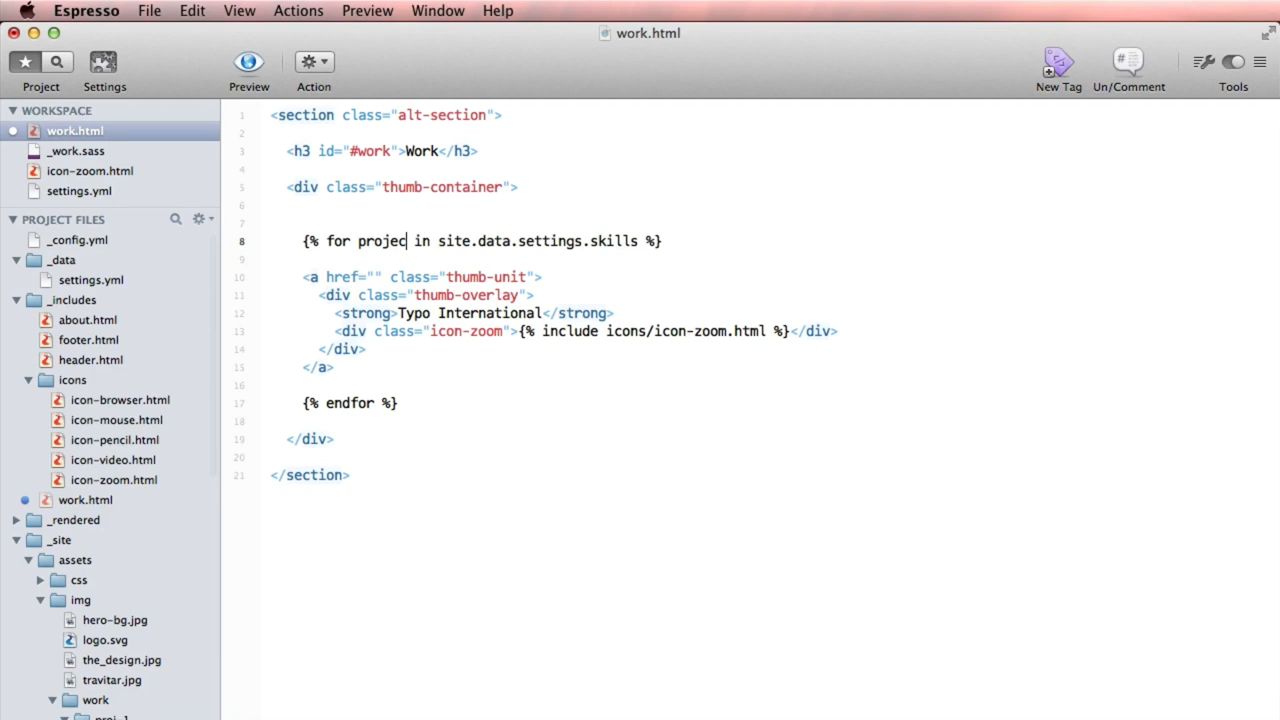 Espresso File Edit View Actions Preview Window Help
work.html
Project Settings Preview Action New Tag Un/Comment Tools
WORKSPACE
work.html
_work.sass
icon-zoom.html
settings.yml
PROJECT FILES
_config.yml
_data
settings.yml
_includes
about.html
footer.html
header.html
icons
icon-browser.html
icon-mouse.html
icon-pencil.html
icon-video.html
icon-zoom.html
work.html
_rendered
_site
assets
css
img
hero-bg.jpg
logo.svg
the_design.jpg
travitar.jpg
work
proj-1
1 <section class="alt-section">
2
3 <h3 id="#work">Work</h3>
4
5 <div class="thumb-container">
6
7
8 {% for projec in site.data.settings.skills %}
9
10 <a href="" class="thumb-unit">
11 <div class="thumb-overlay">
12 <strong>Typo International</strong>
13 <div class="icon-zoom">{% include icons/icon-zoom.html %}</div>
14 </div>
15 </a>
16
17 {% endfor %}
18
19 </div>
20
21 </section>